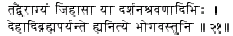 तद्वैराग्यं जिहासा या दर्शनश्रवणादिभिः ।
देहादिब्रह्मपर्यन्ते ह्यनित्ये भोगवस्तुनि ॥ २१॥